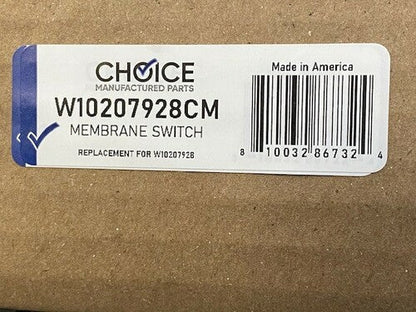 CHOICE
MANUFACTURED PARTS
W10207928CM
MEMBRANE SWITCH
REPLACEMENT FOR W10207928
Made in America
8 10032 86732 4